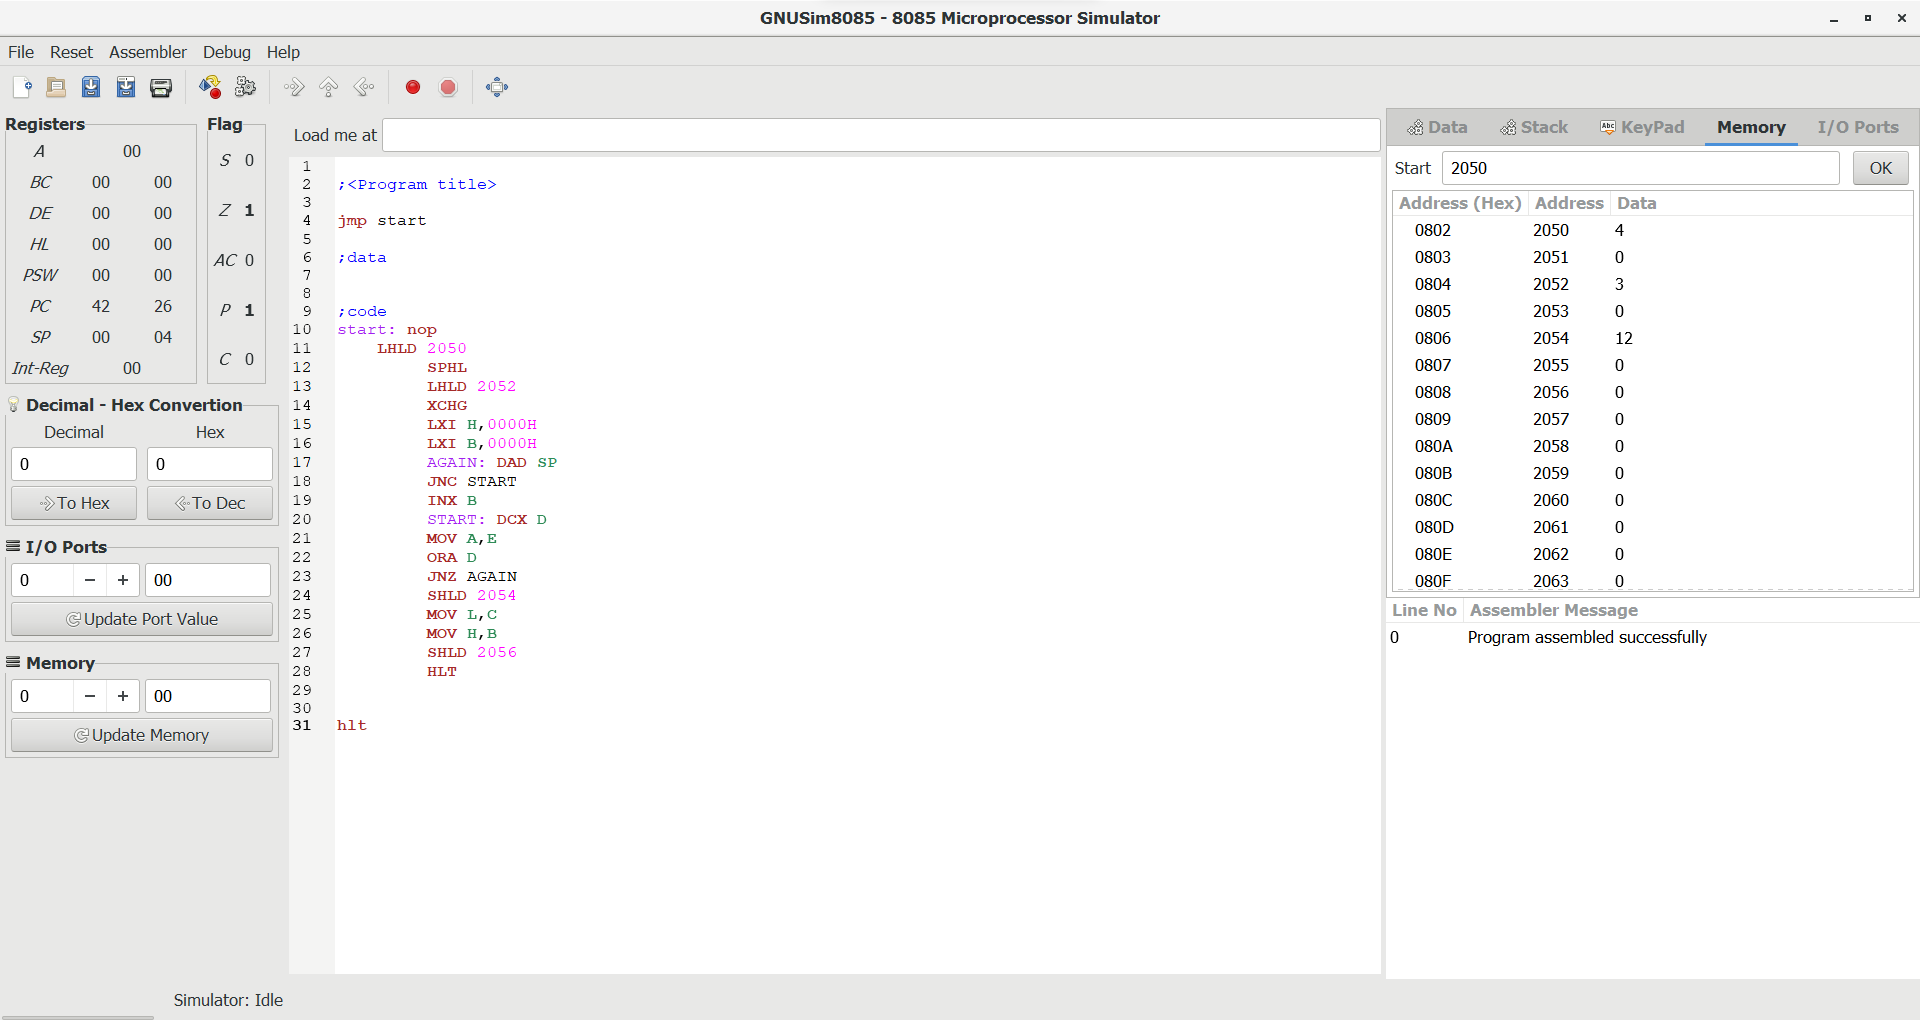 GNUSim8085 - 8085 Microprocessor Simulator
File Reset Assembler Debug Help
Registers
A 00
BC 00 00
DE 00 00
HL 00 00
PSW 00 00
PC 42 26
SP 00 04
Int-Reg 00
Flag
S 0
Z 1
AC 0
P 1
C 0
Decimal - Hex Convertion
Decimal Hex
0 0
To Hex To Dec
I/O Ports
0 − + 00
Update Port Value
Memory
0 − + 00
Update Memory
Load me at
1
2 ;<Program title>
3
4 jmp start
5
6 ;data
7
8
9 ;code
10 start: nop
11 LHLD 2050
12 SPHL
13 LHLD 2052
14 XCHG
15 LXI H,0000H
16 LXI B,0000H
17 AGAIN: DAD SP
18 JNC START
19 INX B
20 START: DCX D
21 MOV A,E
22 ORA D
23 JNZ AGAIN
24 SHLD 2054
25 MOV L,C
26 MOV H,B
27 SHLD 2056
28 HLT
29
30
31 hlt
Data Stack Abc KeyPad Memory I/O Ports
Start 2050 OK
Address (Hex) Address Data
0802 2050 4
0803 2051 0
0804 2052 3
0805 2053 0
0806 2054 12
0807 2055 0
0808 2056 0
0809 2057 0
080A 2058 0
080B 2059 0
080C 2060 0
080D 2061 0
080E 2062 0
080F 2063 0
Line No Assembler Message
0 Program assembled successfully
Simulator: Idle